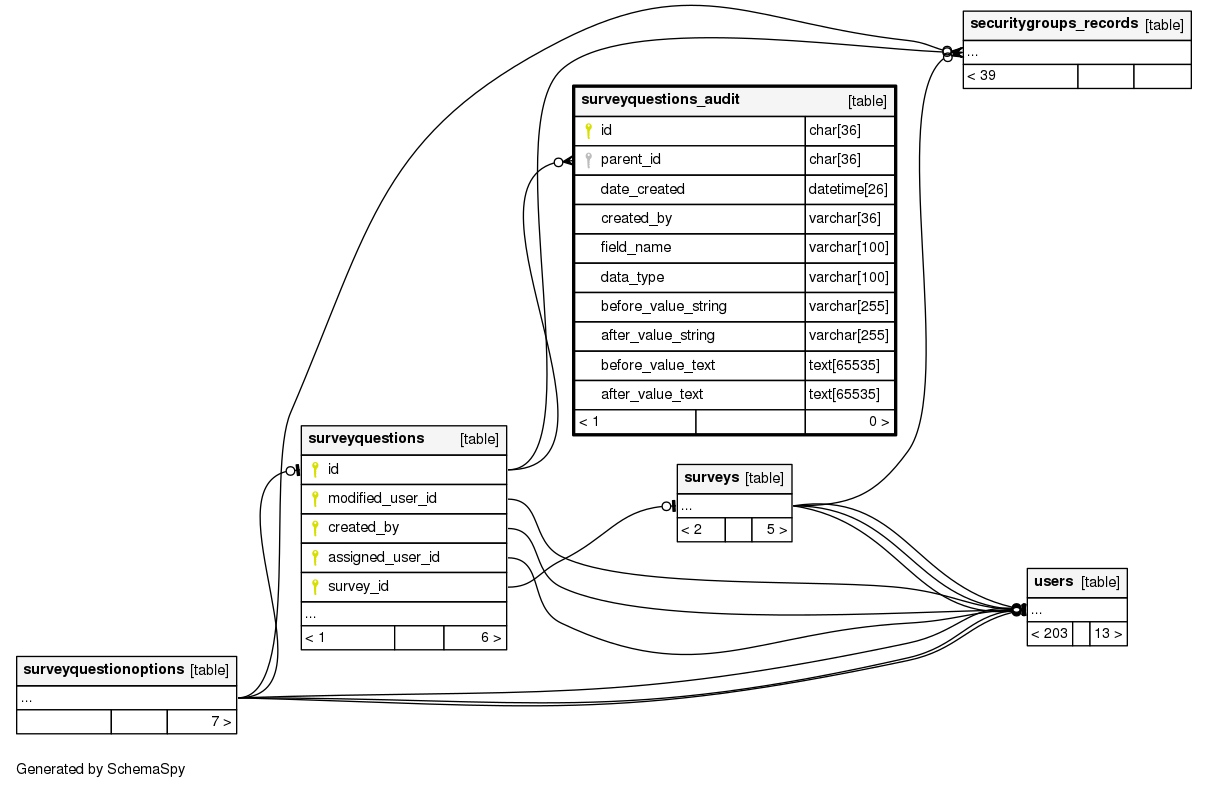 securitygroups_records [table]
...
< 39
surveyquestions_audit [table]
id char[36]
parent_id char[36]
date_created datetime[26]
created_by varchar[36]
field_name varchar[100]
data_type varchar[100]
before_value_string varchar[255]
after_value_string varchar[255]
before_value_text text[65535]
after_value_text text[65535]
< 1 0 >
surveyquestions [table]
id
modified_user_id
created_by
assigned_user_id
survey_id
...
< 1 6 >
surveys [table]
...
< 2 5 >
users [table]
...
< 203 13 >
surveyquestionoptions [table]
...
7 >
Generated by SchemaSpy